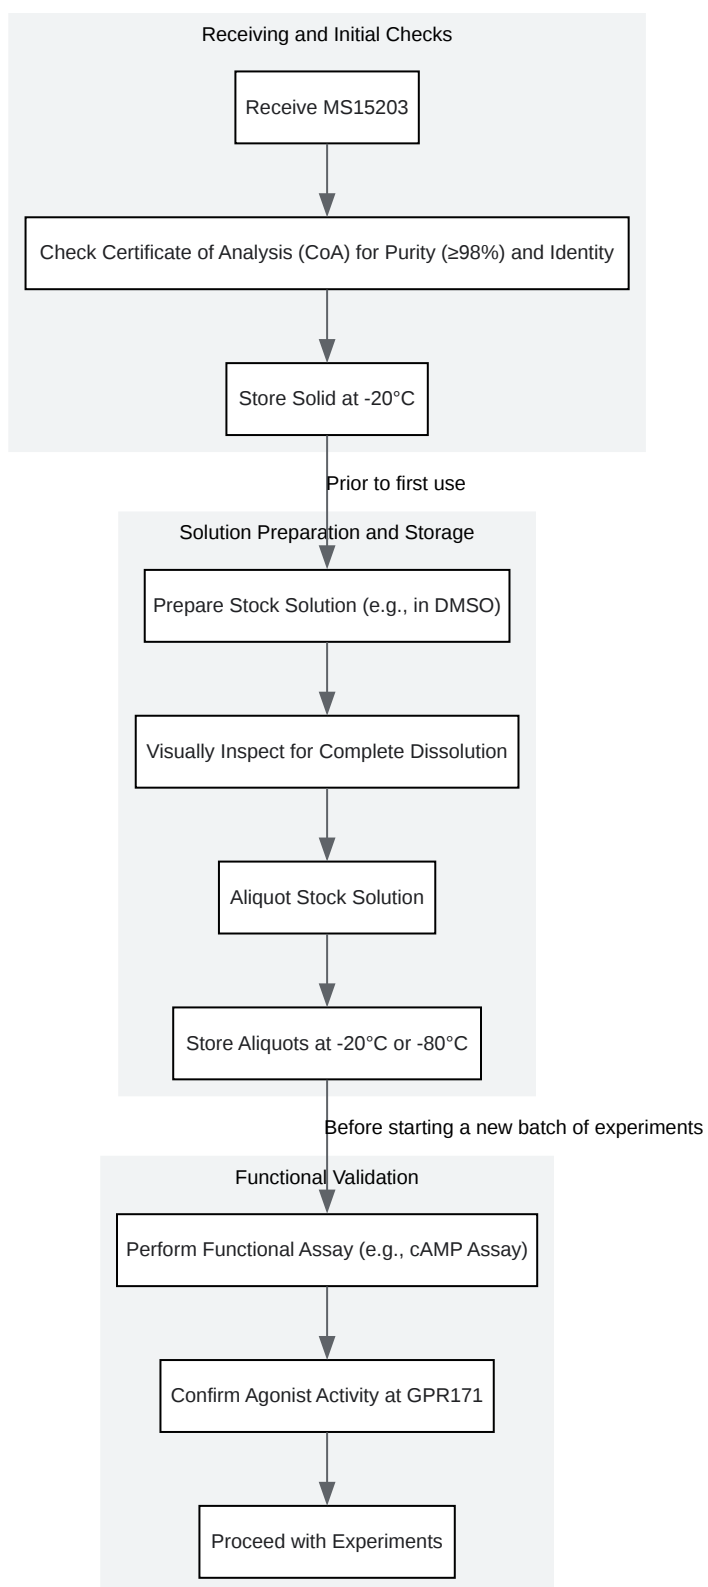 Receiving and Initial Checks
Receive MS15203
Check Certificate of Analysis (CoA) for Purity (≥98%) and Identity
Store Solid at -20°C
Prior to first use
Solution Preparation and Storage
Prepare Stock Solution (e.g., in DMSO)
Visually Inspect for Complete Dissolution
Aliquot Stock Solution
Store Aliquots at -20°C or -80°C
Before starting a new batch of experiments
Functional Validation
Perform Functional Assay (e.g., cAMP Assay)
Confirm Agonist Activity at GPR171
Proceed with Experiments